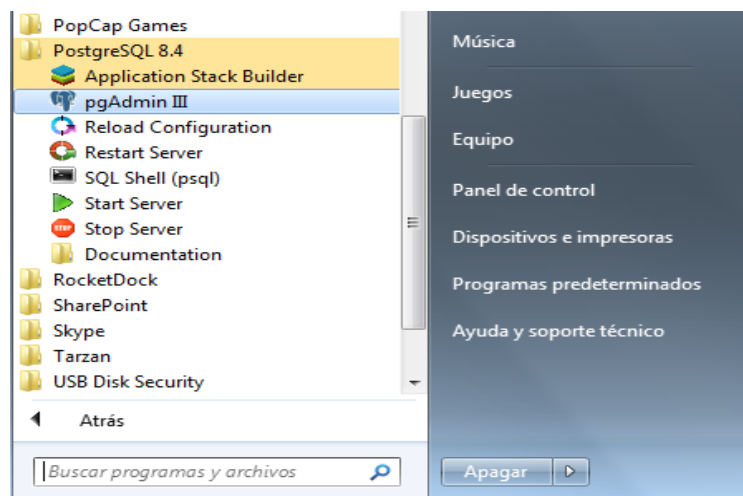 PopCap Games
PostgreSQL 8.4
Application Stack Builder
pgAdmin III
Reload Configuration
Restart Server
SQL Shell (psql)
Start Server
Stop Server
Documentation
RocketDock
SharePoint
Skype
Tarzan
USB Disk Security
Atrás
Buscar programas y archivos
Música
Juegos
Equipo
Panel de control
Dispositivos e impresoras
Programas predeterminados
Ayuda y soporte técnico
Apagar